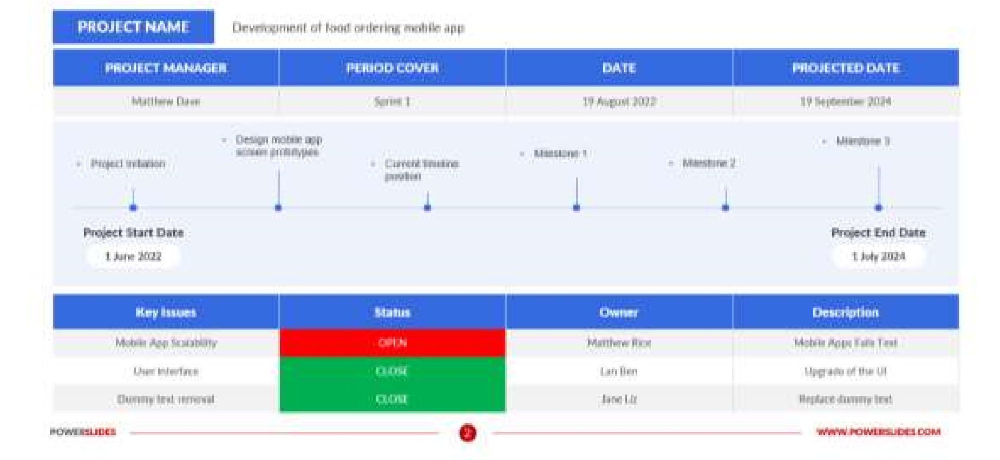 PROJECT NAME
Development of food ordering mobile app
PROJECT MANAGER PERIOD COVER DATE PROJECTED DATE
Matthew Dave Sprint 1 19 August 2022 19 September 2024
• Project initiation
• Design mobile app
screen prototypes
• Current timeline
position
• Milestone 1
• Milestone 2
• Milestone 3
Project Start Date
1 June 2022
Project End Date
1 July 2024
Key Issues Status Owner Description
Mobile App Scalability OPEN Matthew Rice Mobile Apps Fails Test
User Interface CLOSE Lan Ben Upgrade of the UI
Dummy text removal CLOSE Jane Liz Replace dummy text
POWERSLIDES
2
WWW.POWERSLIDES.COM